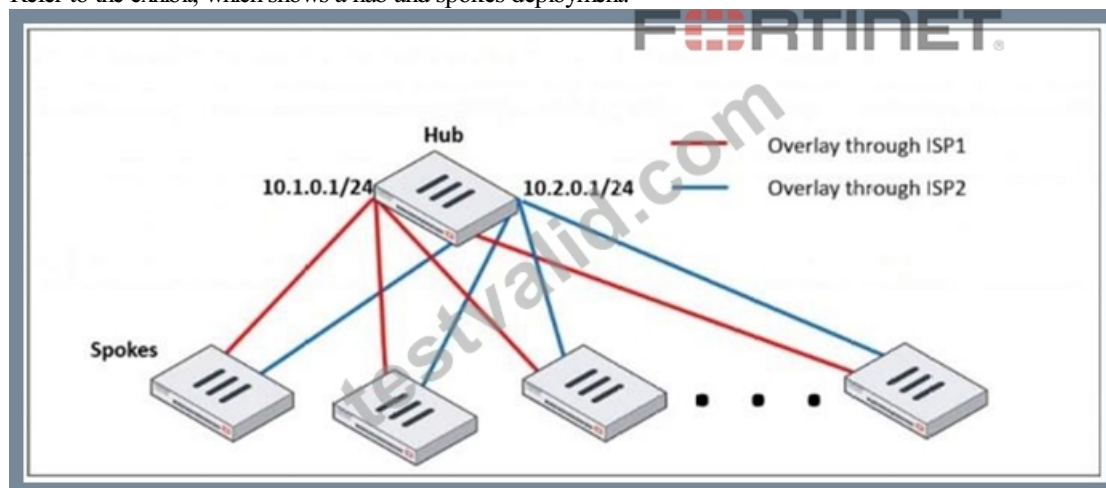 Refer to the exhibit, which shows a hub and spokes deployment.
FORTINET®
Hub
Overlay through ISP1
10.1.0.1/24
10.2.0.1/24
Overlay through ISP2
Spokes
testvalid.com